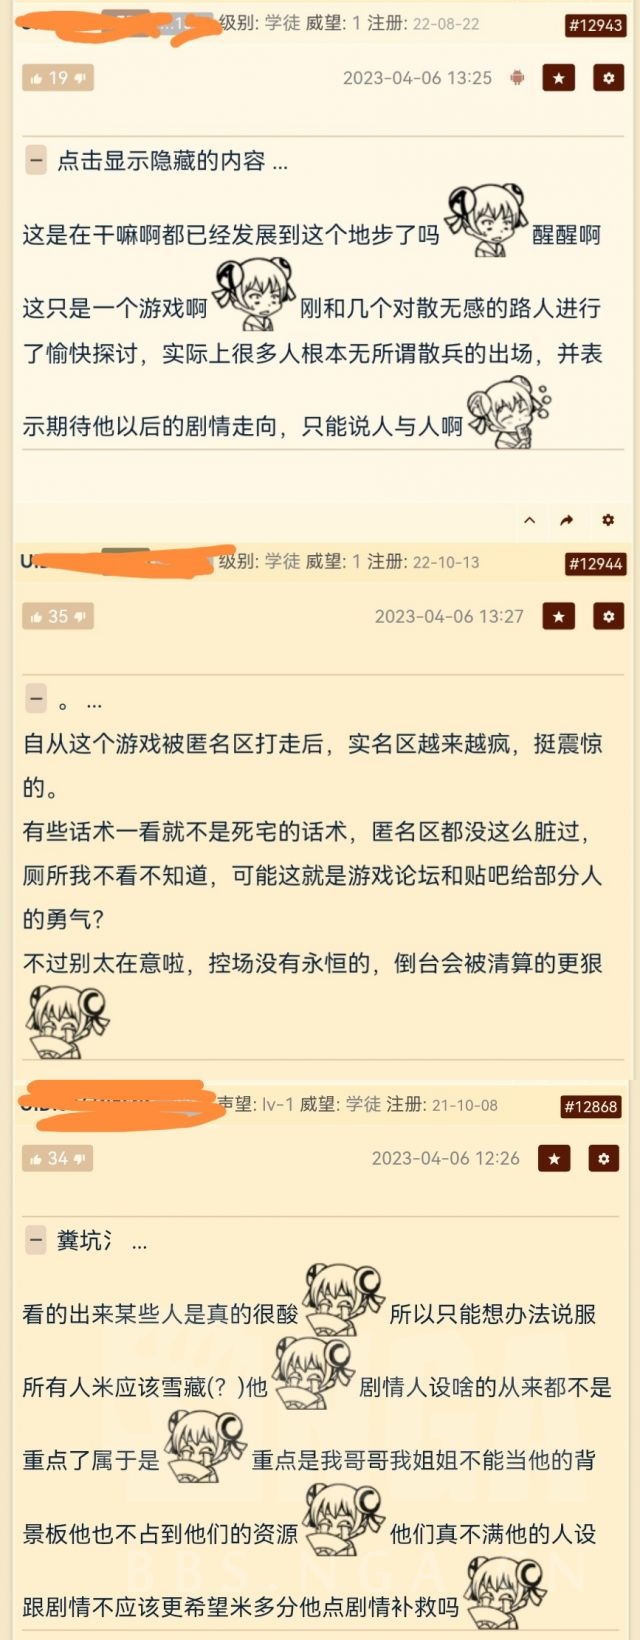 级别: 学徒 威望: 1 注册: 22-08-22 #12943
19 2023-04-06 13:25
点击显示隐藏的内容 ...
这是在干嘛啊都已经发展到这个地步了吗 醒醒啊
这只是一个游戏啊 刚和几个对散无感的路人进行
了愉快探讨，实际上很多人根本无所谓散兵的出场，并表
示期待他以后的剧情走向，只能说人与人啊
级别: 学徒 威望: 1 注册: 22-10-13 #12944
35 2023-04-06 13:27
。 ...
自从这个游戏被匿名区打走后，实名区越来越疯，挺震惊
的。
有些话术一看就不是死宅的话术，匿名区都没这么脏过，
厕所我不看不知道，可能这就是游戏论坛和贴吧给部分人
的勇气？
不过别太在意啦，控场没有永恒的，倒台会被清算的更狠
声望: lv-1 威望: 学徒 注册: 21-10-08 #12868
34 2023-04-06 12:26
糞坑氵 ...
看的出来某些人是真的很酸 所以只能想办法说服
所有人米应该雪藏(？)他 剧情人设啥的从来都不是
重点了属于是 重点是我哥哥我姐姐不能当他的背
景板他也不占到他们的资源 他们真不满他的人设
跟剧情不应该更希望米多分他点剧情补救吗